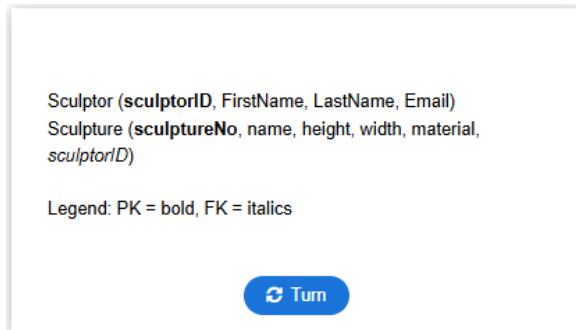 Sculptor (sculptorID, FirstName, LastName, Email)
Sculpture (sculptureNo, name, height, width, material,
sculptorID)
Legend: PK = bold, FK = italics
Turn